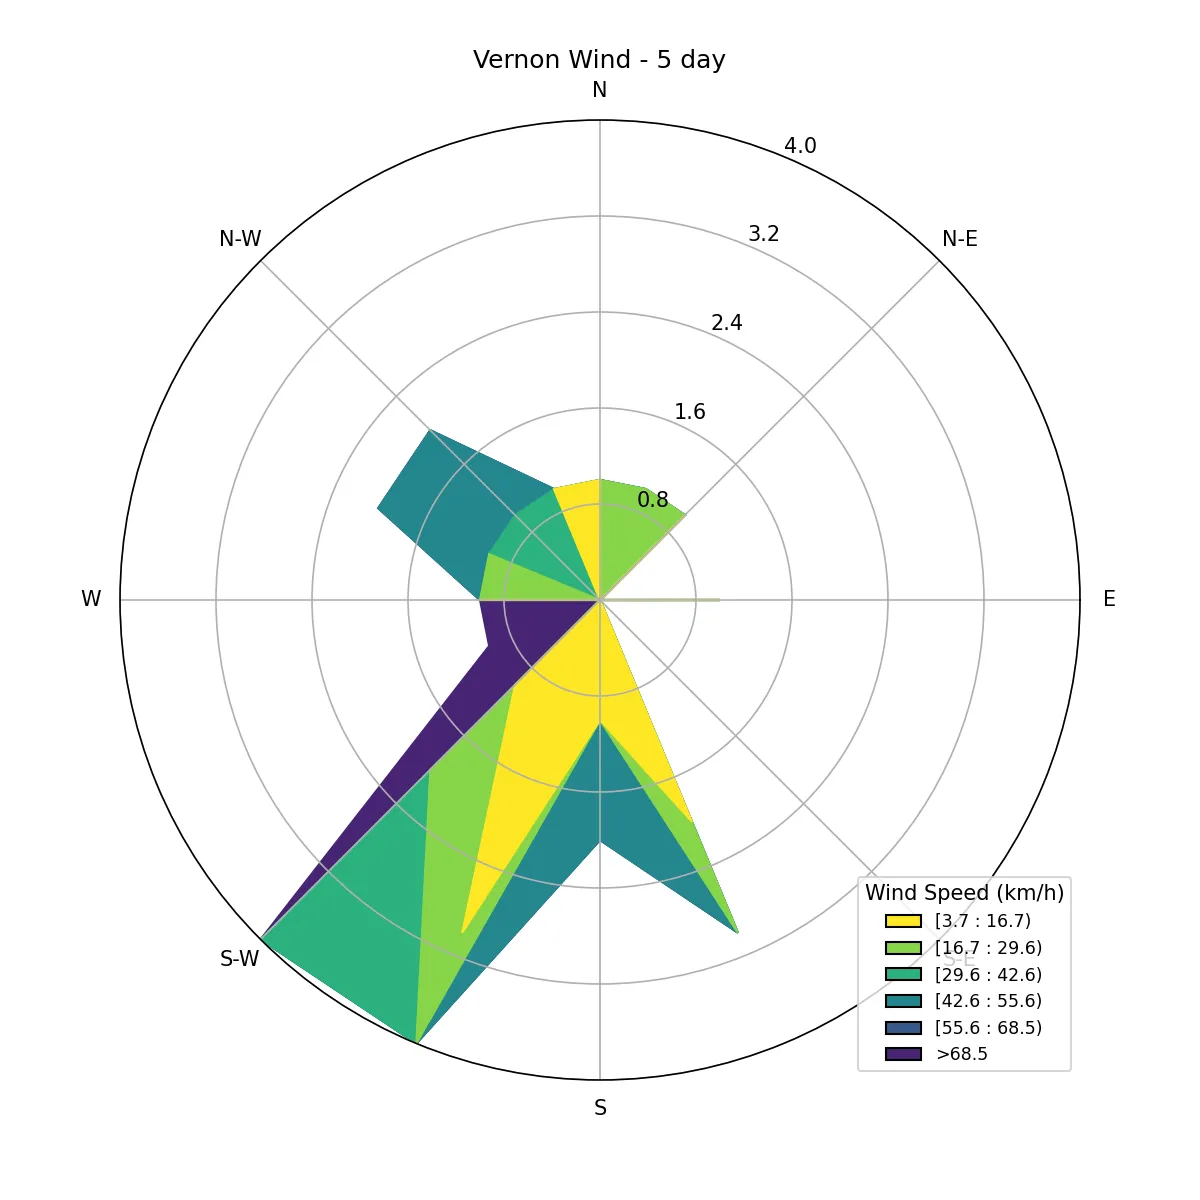 Vernon Wind - 5 day
N
4.0
N-W
3.2
N-E
2.4
1.6
0.8
W
E
S-W
S-E
S
Wind Speed (km/h)
[3.7 : 16.7)
[16.7 : 29.6)
[29.6 : 42.6)
[42.6 : 55.6)
[55.6 : 68.5)
>68.5